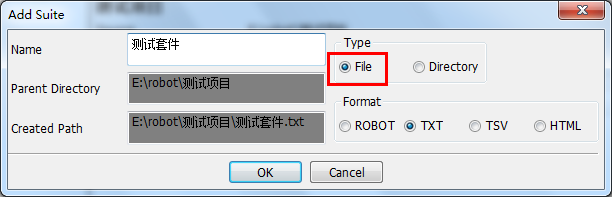 Add Suite
Name
测试套件
Type
File
Directory
Parent Directory
E:\robot\测试项目
Format
Created Path
E:\robot\测试项目\测试套件.txt
ROBOT
TXT
TSV
HTML
OK
Cancel